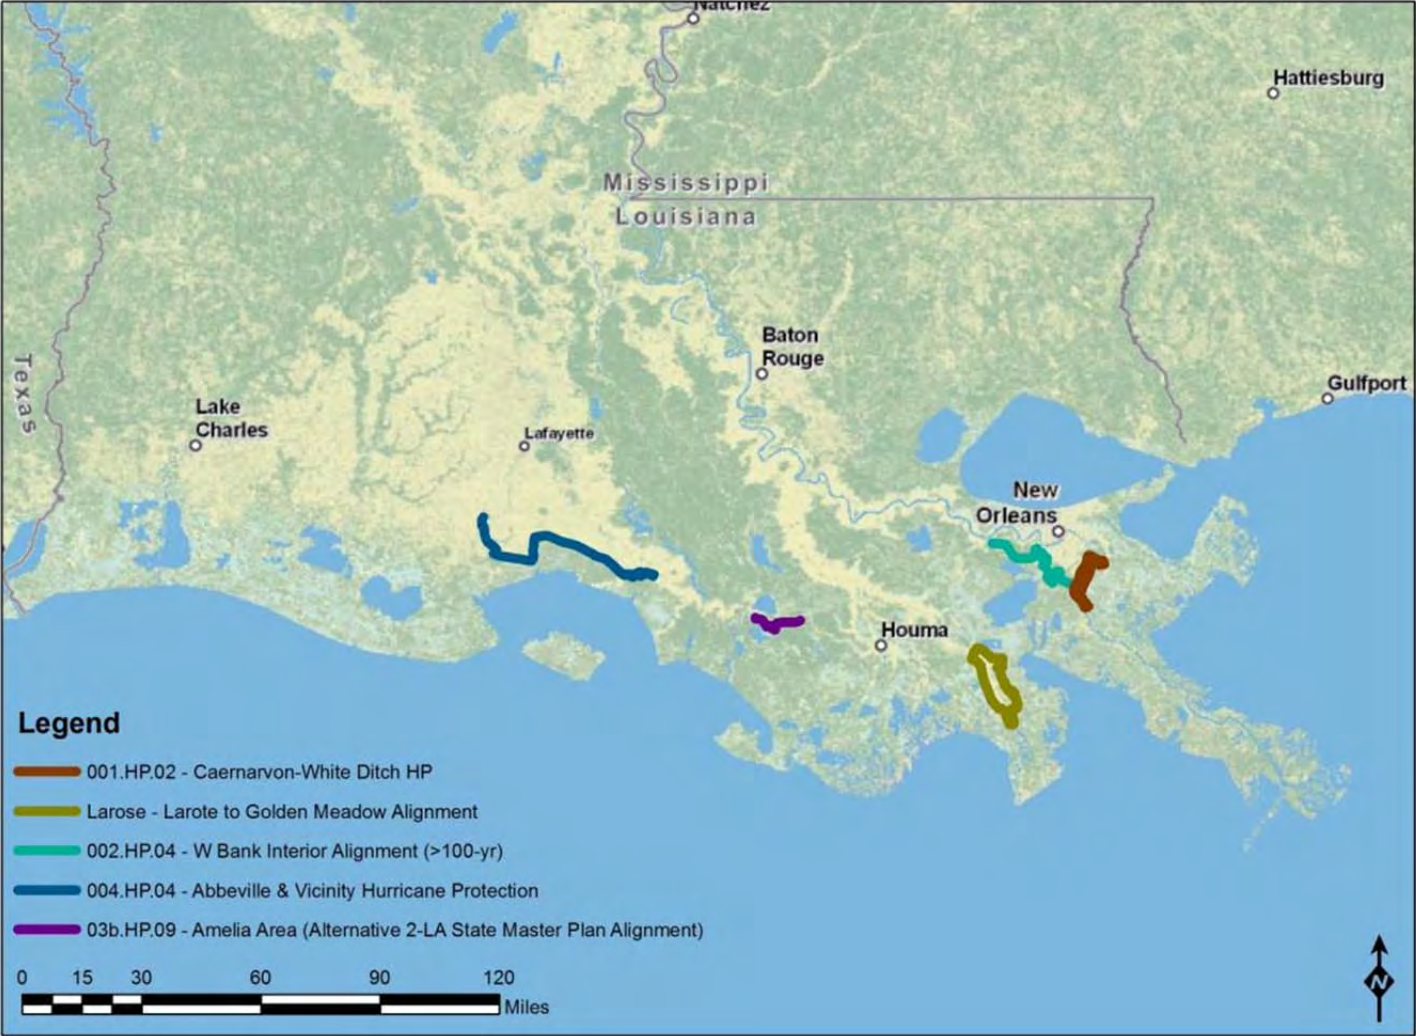 Natchez
Hattiesburg
Mississippi
Louisiana
Texas
Baton
Rouge
Gulfport
Lake
Charles
Lafayette
New
Orleans
Houma
Legend
001.HP.02 - Caernarvon-White Ditch HP
Larose - Larote to Golden Meadow Alignment
002.HP.04 - W Bank Interior Alignment (>100-yr)
004.HP.04 - Abbeville & Vicinity Hurricane Protection
03b.HP.09 - Amelia Area (Alternative 2-LA State Master Plan Alignment)
0 15 30 60 90 120
Miles
N